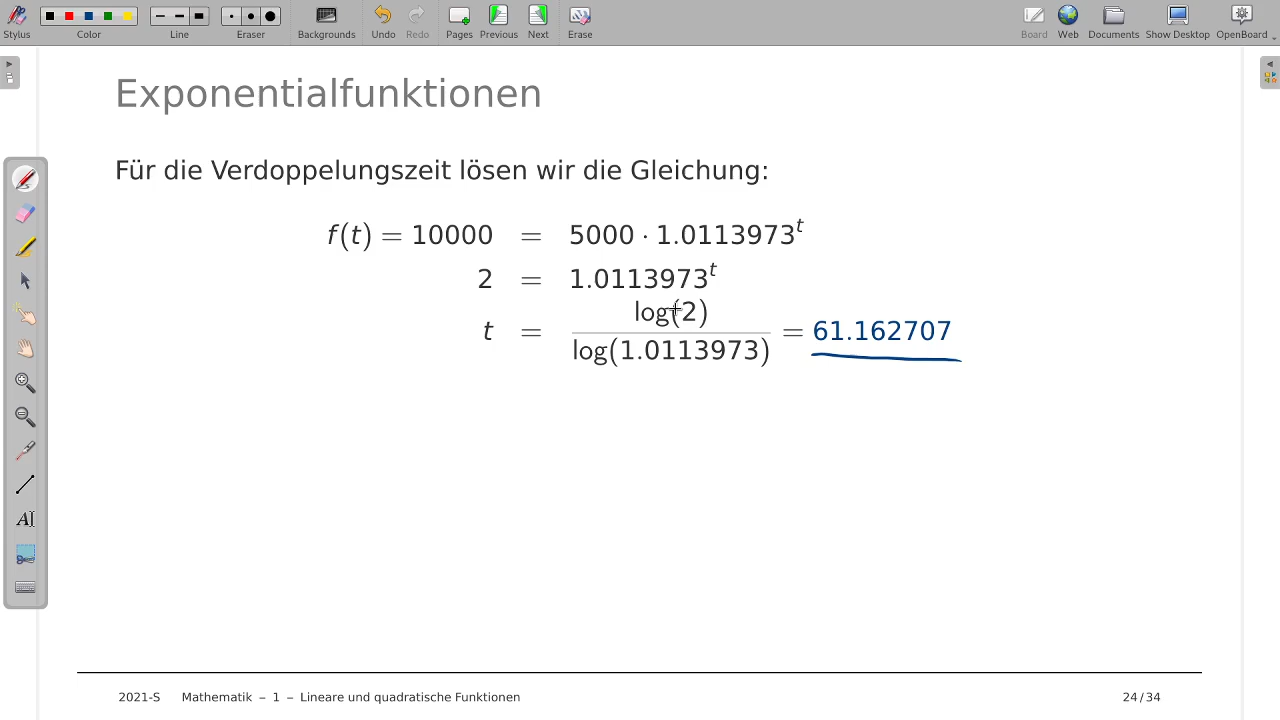 Stylus Color Line Eraser Backgrounds Undo Redo Pages Previous Next Erase Board Web Documents Show Desktop OpenBoard
Exponentialfunktionen
Für die Verdoppelungszeit lösen wir die Gleichung:
f(t) = 10000 = 5000 · 1.0113973^t
2 = 1.0113973^t
t = log(2) / log(1.0113973) = 61.162707
2021-S Mathematik – 1 – Lineare und quadratische Funktionen 24/34